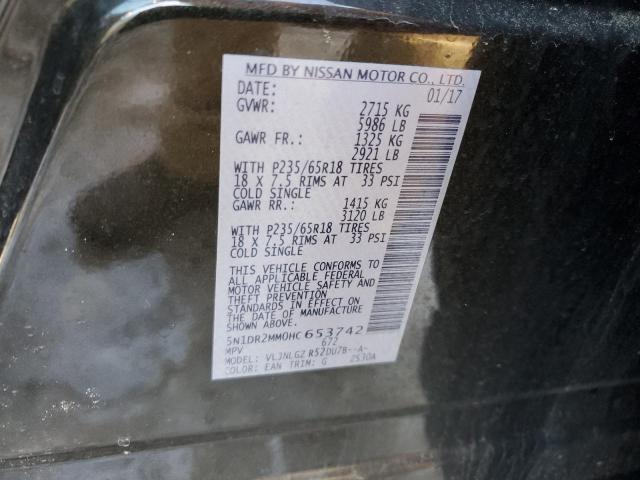 MFD BY NISSAN MOTOR CO., LTD.
DATE: 01/17
GVWR: 2715 KG
5986 LB
GAWR FR.: 1325 KG
2921 LB
WITH P235/65R18 TIRES
18 X 7.5 RIMS AT 33 PSI
COLD SINGLE
GAWR RR.: 1415 KG
3120 LB
WITH P235/65R18 TIRES
18 X 7.5 RIMS AT 33 PSI
COLD SINGLE
THIS VEHICLE CONFORMS TO
ALL APPLICABLE FEDERAL
MOTOR VEHICLE SAFETY AND
THEFT PREVENTION
STANDARDS IN EFFECT ON
THE DATE OF MANUFACTURE
SHOWN ABOVE.
5N1DR2MM0HC653742
MPV 672
MODEL: VLJNLGZ R52DU7B--A-
COLOR: EAN TRIM: G 2530A